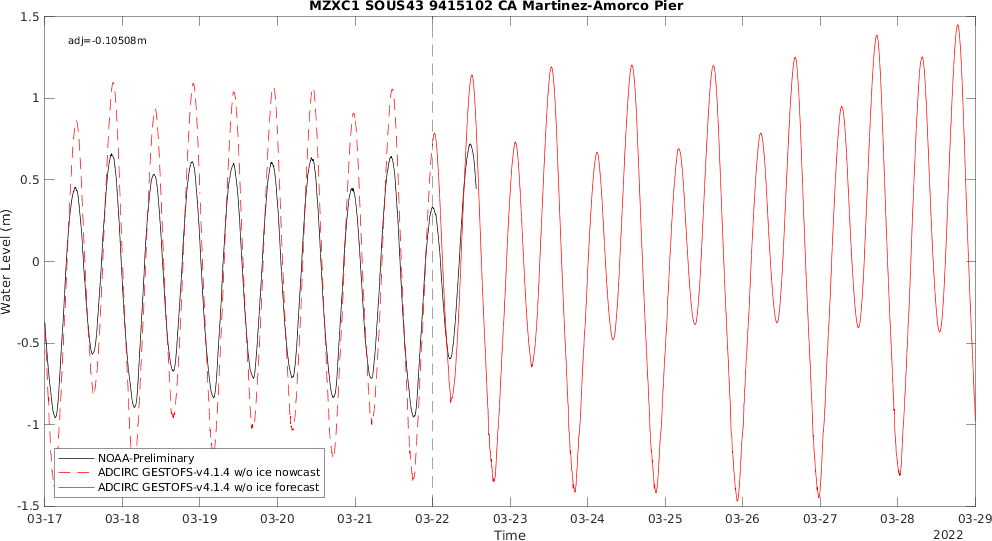 MZXC1 SOUS43 9415102 CA Martinez-Amorco Pier
adj=-0.10508m
1.5
1
0.5
0
-0.5
-1
-1.5
Water Level (m)
NOAA-Preliminary
ADCIRC GESTOFS-v4.1.4 w/o ice nowcast
ADCIRC GESTOFS-v4.1.4 w/o ice forecast
03-17 03-18 03-19 03-20 03-21 03-22 03-23 03-24 03-25 03-26 03-27 03-28 03-29
Time
2022